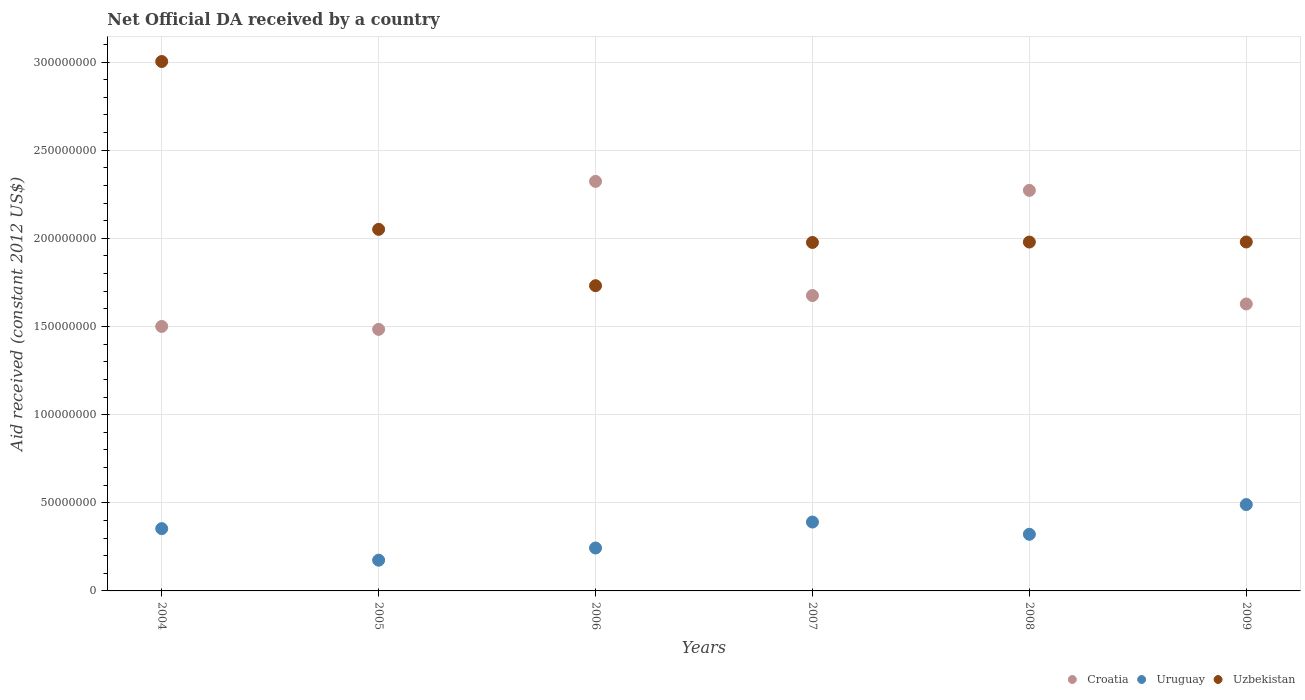 Net Official DA received by a country
Aid received (constant 2012 US$)
300000000
250000000
200000000
150000000
100000000
50000000
0
2004
2005
2006
2007
2008
2009
Years
Croatia
Uruguay
Uzbekistan